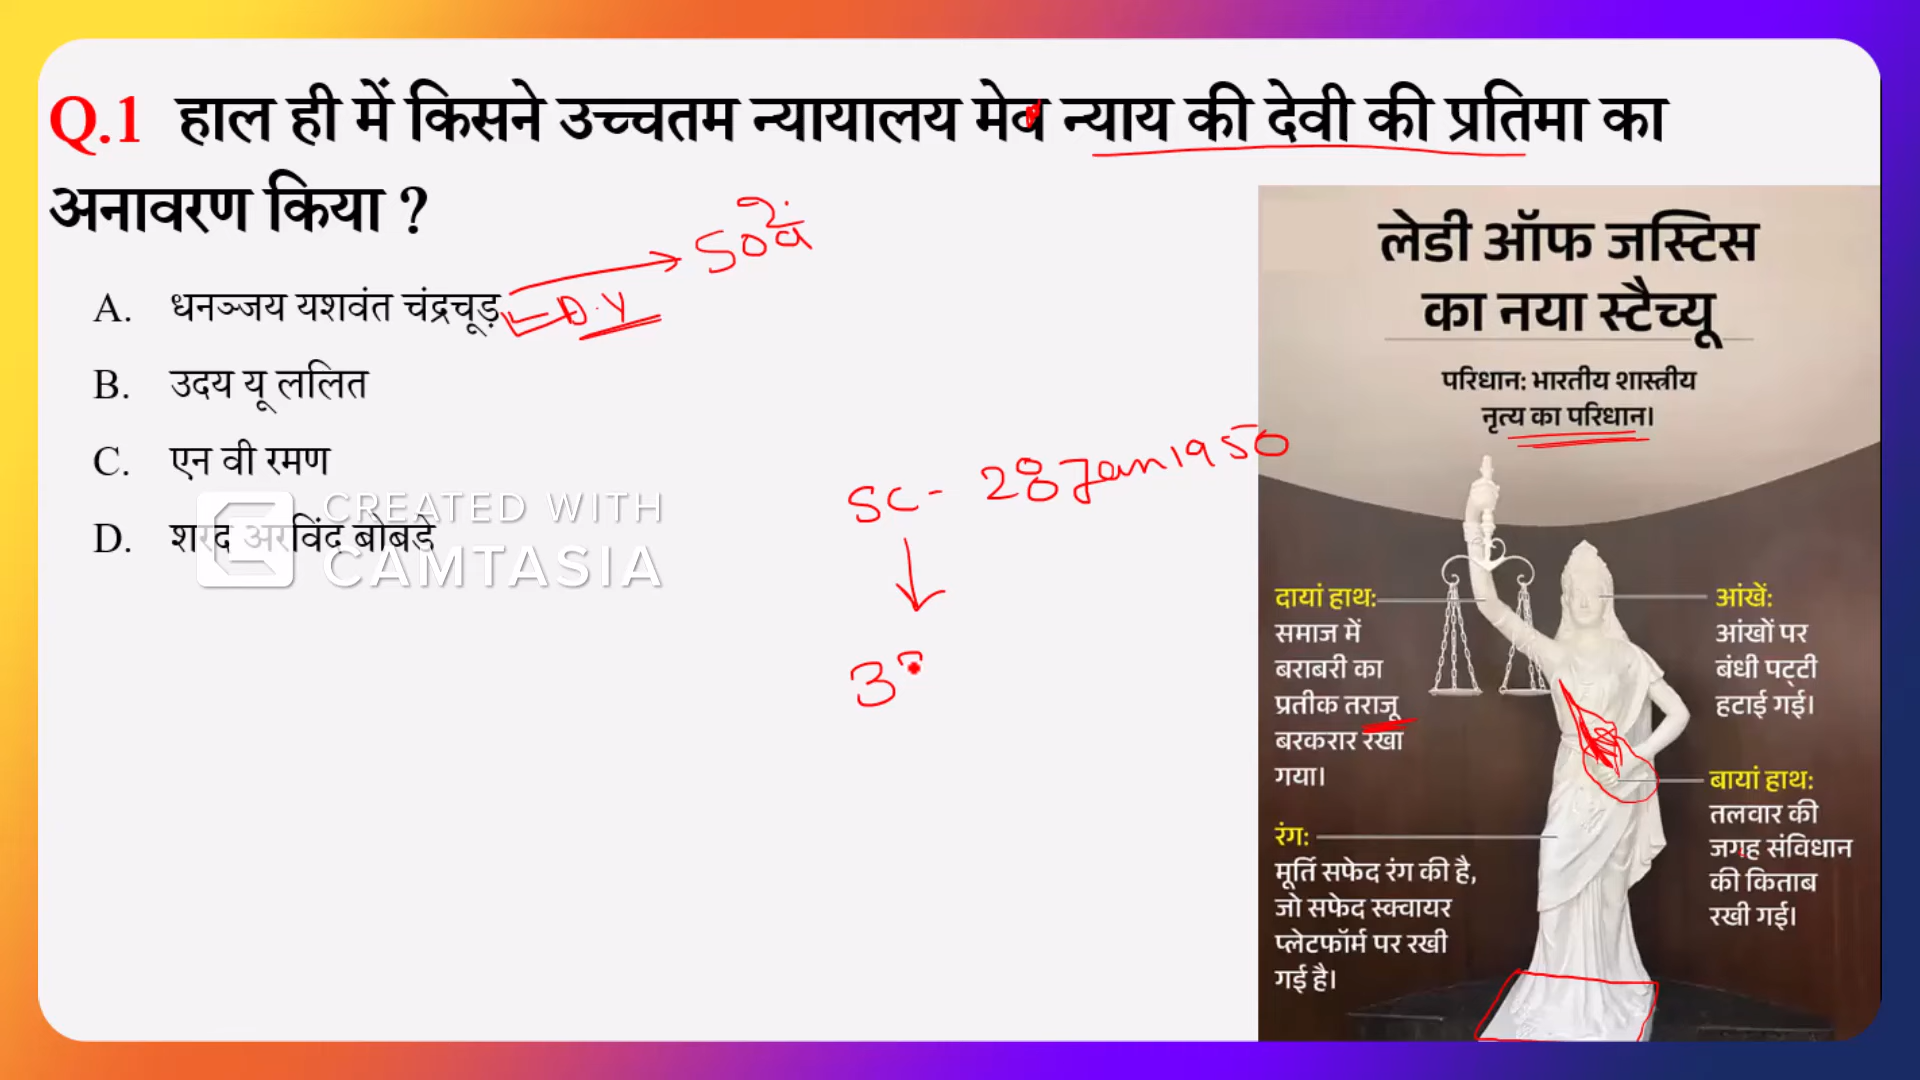 Q.1 हाल ही में किसने उच्चतम न्यायालय मेव न्याय की देवी की प्रतिमा का
अनावरण किया ?
A. धनञ्जय यशवंत चंद्रचूड़
D.Y
50वें
B. उदय यू ललित
C. एन वी रमण
D. शरद अरविंद बोबडे
CREATED WITH
CAMTASIA
SC - 28 Jan 1950
लेडी ऑफ जस्टिस
का नया स्टैच्यू
परिधान: भारतीय शास्त्रीय
नृत्य का परिधान।
दायां हाथ:
समाज में
बराबरी का
प्रतीक तराजू
बरकरार रखा
गया।
आंखें:
आंखों पर
बंधी पट्टी
हटाई गई।
बायां हाथ:
तलवार की
जगह संविधान
की किताब
रखी गई।
रंग:
मूर्ति सफेद रंग की है,
जो सफेद स्क्वायर
प्लेटफॉर्म पर रखी
गई है।